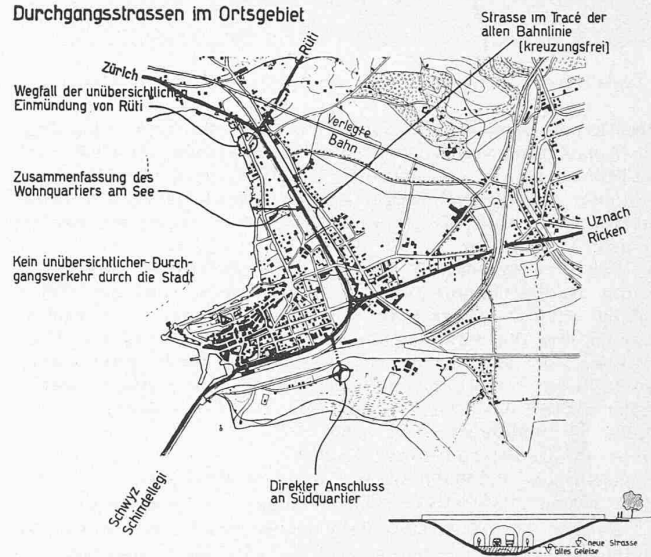 Durchgangsstrassen im Ortsgebiet
Strasse im Tracé der
alten Bahnlinie
[kreuzungsfrei]
Rüti
Zürich
Wegfall der unübersichtlichen
Einmündung von Rüti
Verlegte
Bahn
Zusammenfassung des
Wohnquartiers am See
Uznach
Ricken
Kein unübersichtlicher Durch-
gangsverkehr durch die Stadt
Schwyz
Schindellegi
Direkter Anschluss
an Südquartier
neue Strasse
altes Geleise